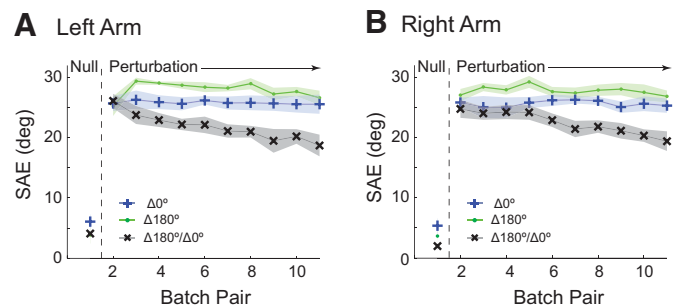 A Left Arm
Null Perturbation
30
20
10
0
SAE (deg)
Δ0º
Δ180º
Δ180º/Δ0º
2 4 6 8 10
Batch Pair
B Right Arm
Null Perturbation
30
20
10
0
SAE (deg)
Δ0º
Δ180º
Δ180º/Δ0º
2 4 6 8 10
Batch Pair